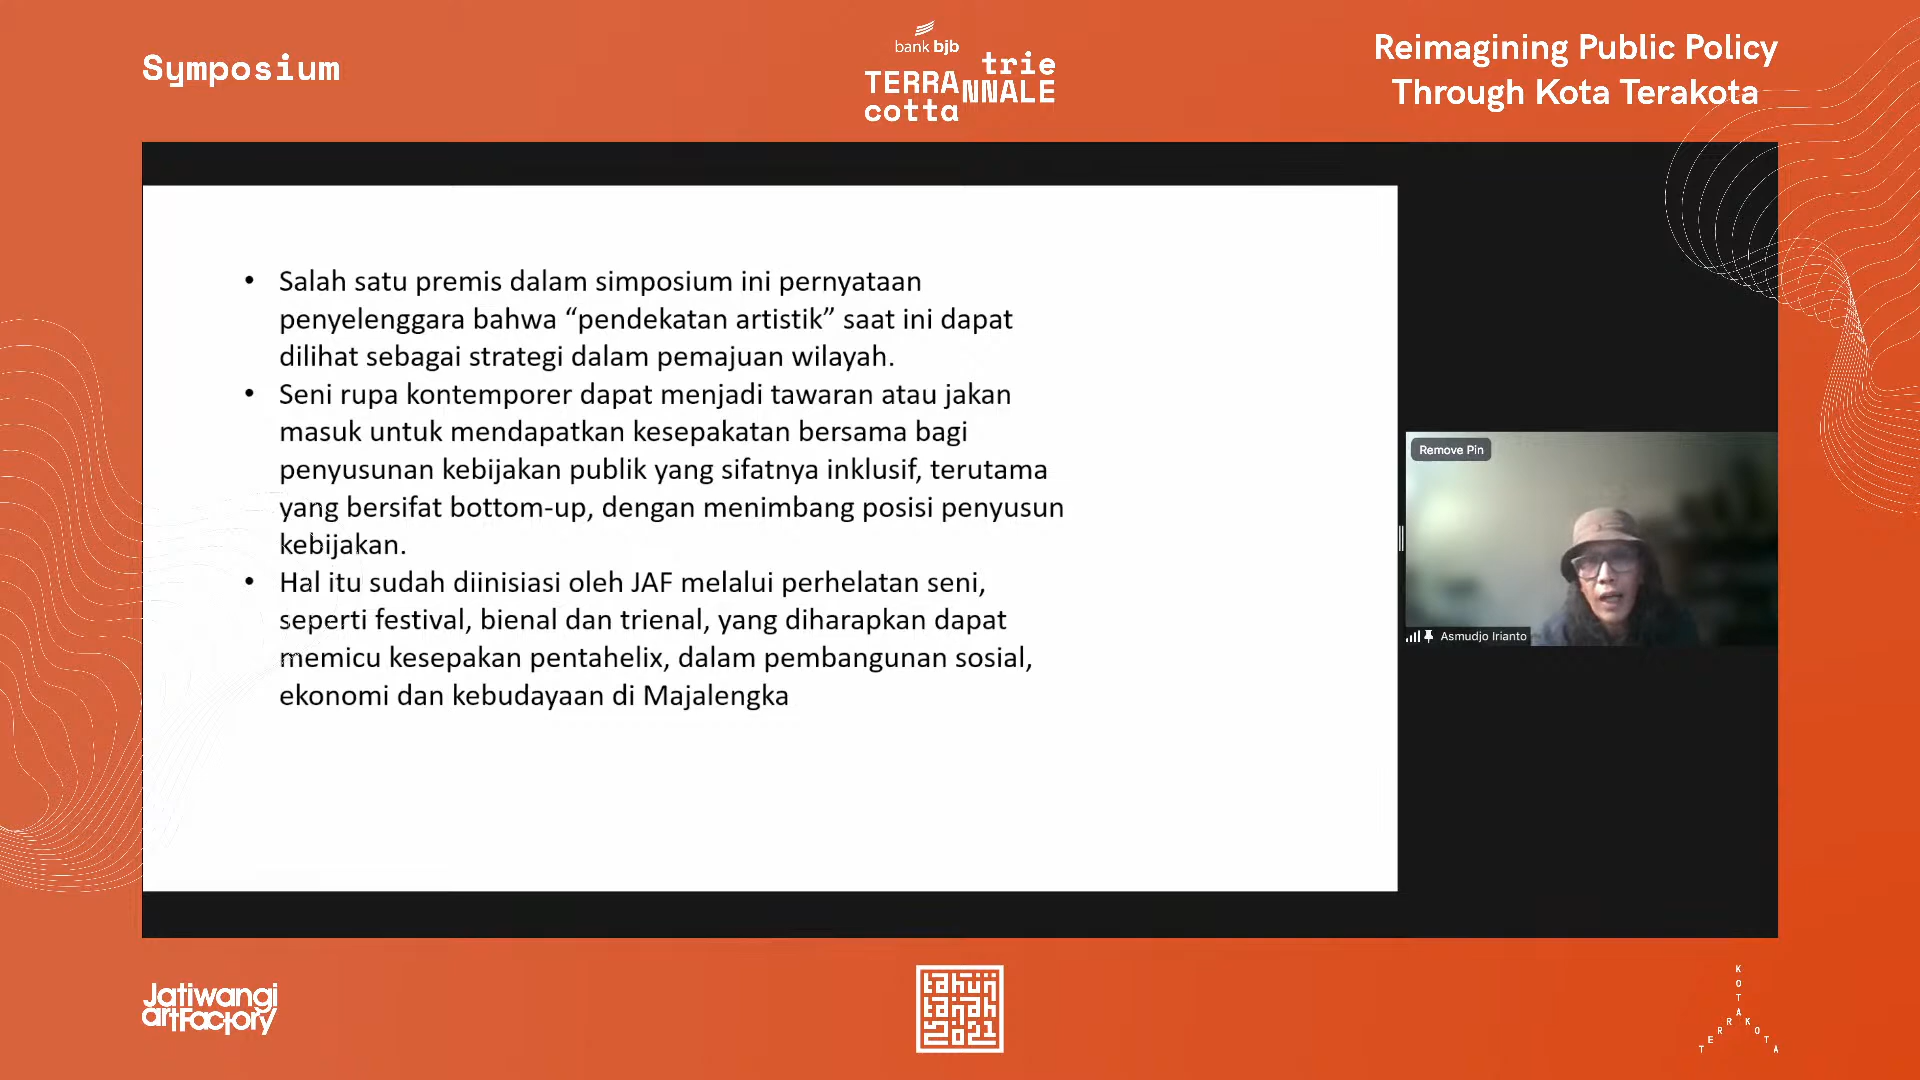 Symposium
bank bjb
TERRAcotta trieNNALE
Reimagining Public Policy
Through Kota Terakota
• Salah satu premis dalam simposium ini pernyataan
penyelenggara bahwa “pendekatan artistik” saat ini dapat
dilihat sebagai strategi dalam pemajuan wilayah.
• Seni rupa kontemporer dapat menjadi tawaran atau jakan
masuk untuk mendapatkan kesepakatan bersama bagi
penyusunan kebijakan publik yang sifatnya inklusif, terutama
yang bersifat bottom-up, dengan menimbang posisi penyusun
kebijakan.
• Hal itu sudah diinisiasi oleh JAF melalui perhelatan seni,
seperti festival, bienal dan trienal, yang diharapkan dapat
memicu kesepakan pentahelix, dalam pembangunan sosial,
ekonomi dan kebudayaan di Majalengka
Remove Pin
Asmudjo Irianto
Jatiwangi
artFactory
tahun
tanah
2021
KOTA
TERRAKOTA